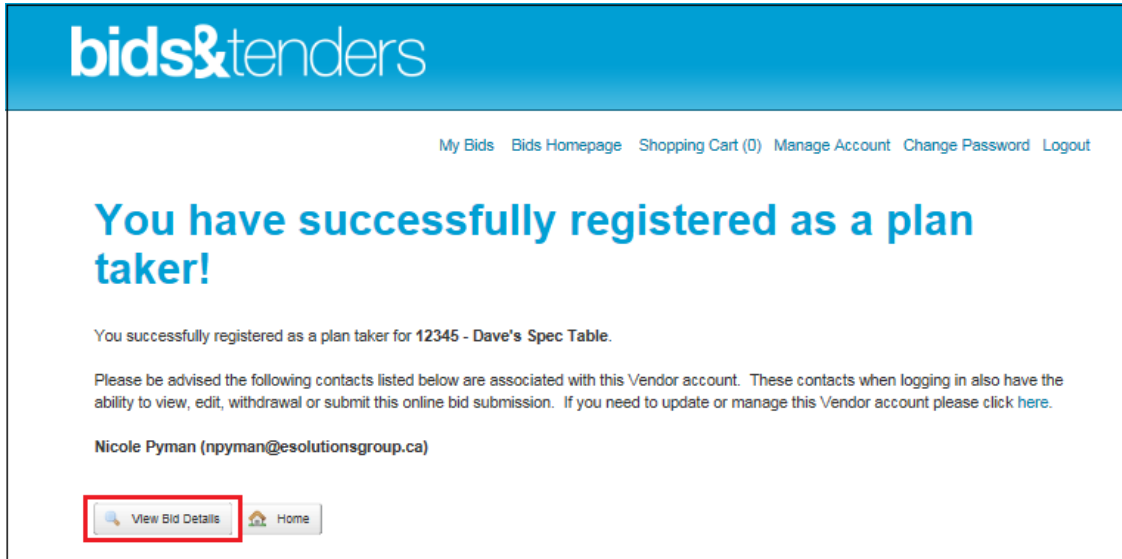 bids&tenders
My Bids Bids Homepage Shopping Cart (0) Manage Account Change Password Logout
You have successfully registered as a plan
taker!
You successfully registered as a plan taker for 12345 - Dave's Spec Table.
Please be advised the following contacts listed below are associated with this Vendor account. These contacts when logging in also have the
ability to view, edit, withdrawal or submit this online bid submission. If you need to update or manage this Vendor account please click here.
Nicole Pyman (npyman@esolutionsgroup.ca)
View Bid Details Home